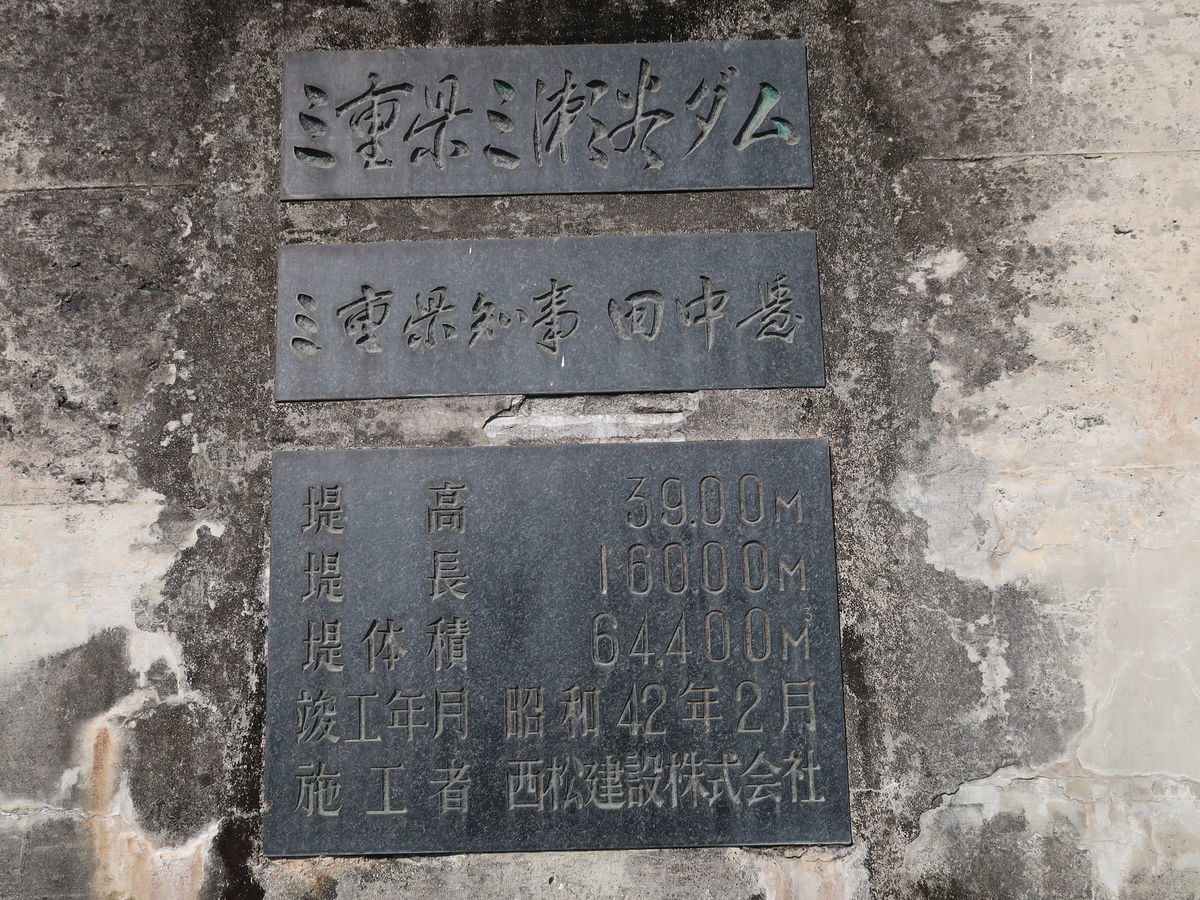 三重県三瀬谷ダム
三重県知事 田中覺
堤高 39.00M
堤長 160.00M
堤体積 64,400M³
竣工年月 昭和42年2月
施工者 西松建設株式会社